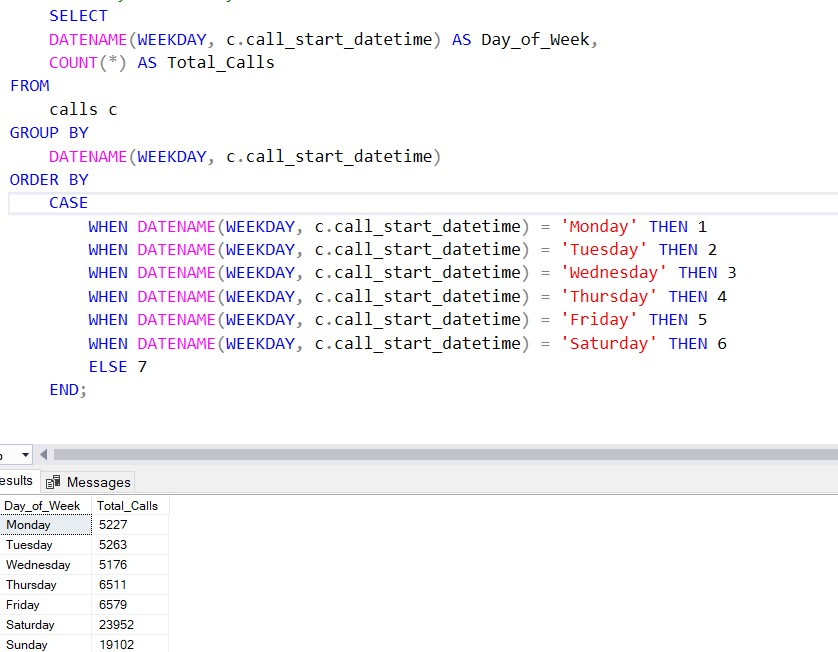 SELECT
DATENAME(WEEKDAY, c.call_start_datetime) AS Day_of_Week,
COUNT(*) AS Total_Calls
FROM
calls c
GROUP BY
DATENAME(WEEKDAY, c.call_start_datetime)
ORDER BY
CASE
WHEN DATENAME(WEEKDAY, c.call_start_datetime) = 'Monday' THEN 1
WHEN DATENAME(WEEKDAY, c.call_start_datetime) = 'Tuesday' THEN 2
WHEN DATENAME(WEEKDAY, c.call_start_datetime) = 'Wednesday' THEN 3
WHEN DATENAME(WEEKDAY, c.call_start_datetime) = 'Thursday' THEN 4
WHEN DATENAME(WEEKDAY, c.call_start_datetime) = 'Friday' THEN 5
WHEN DATENAME(WEEKDAY, c.call_start_datetime) = 'Saturday' THEN 6
ELSE 7
END;
esults Messages
Day_of_Week Total_Calls
Monday 5227
Tuesday 5263
Wednesday 5176
Thursday 6511
Friday 6579
Saturday 23952
Sunday 19102